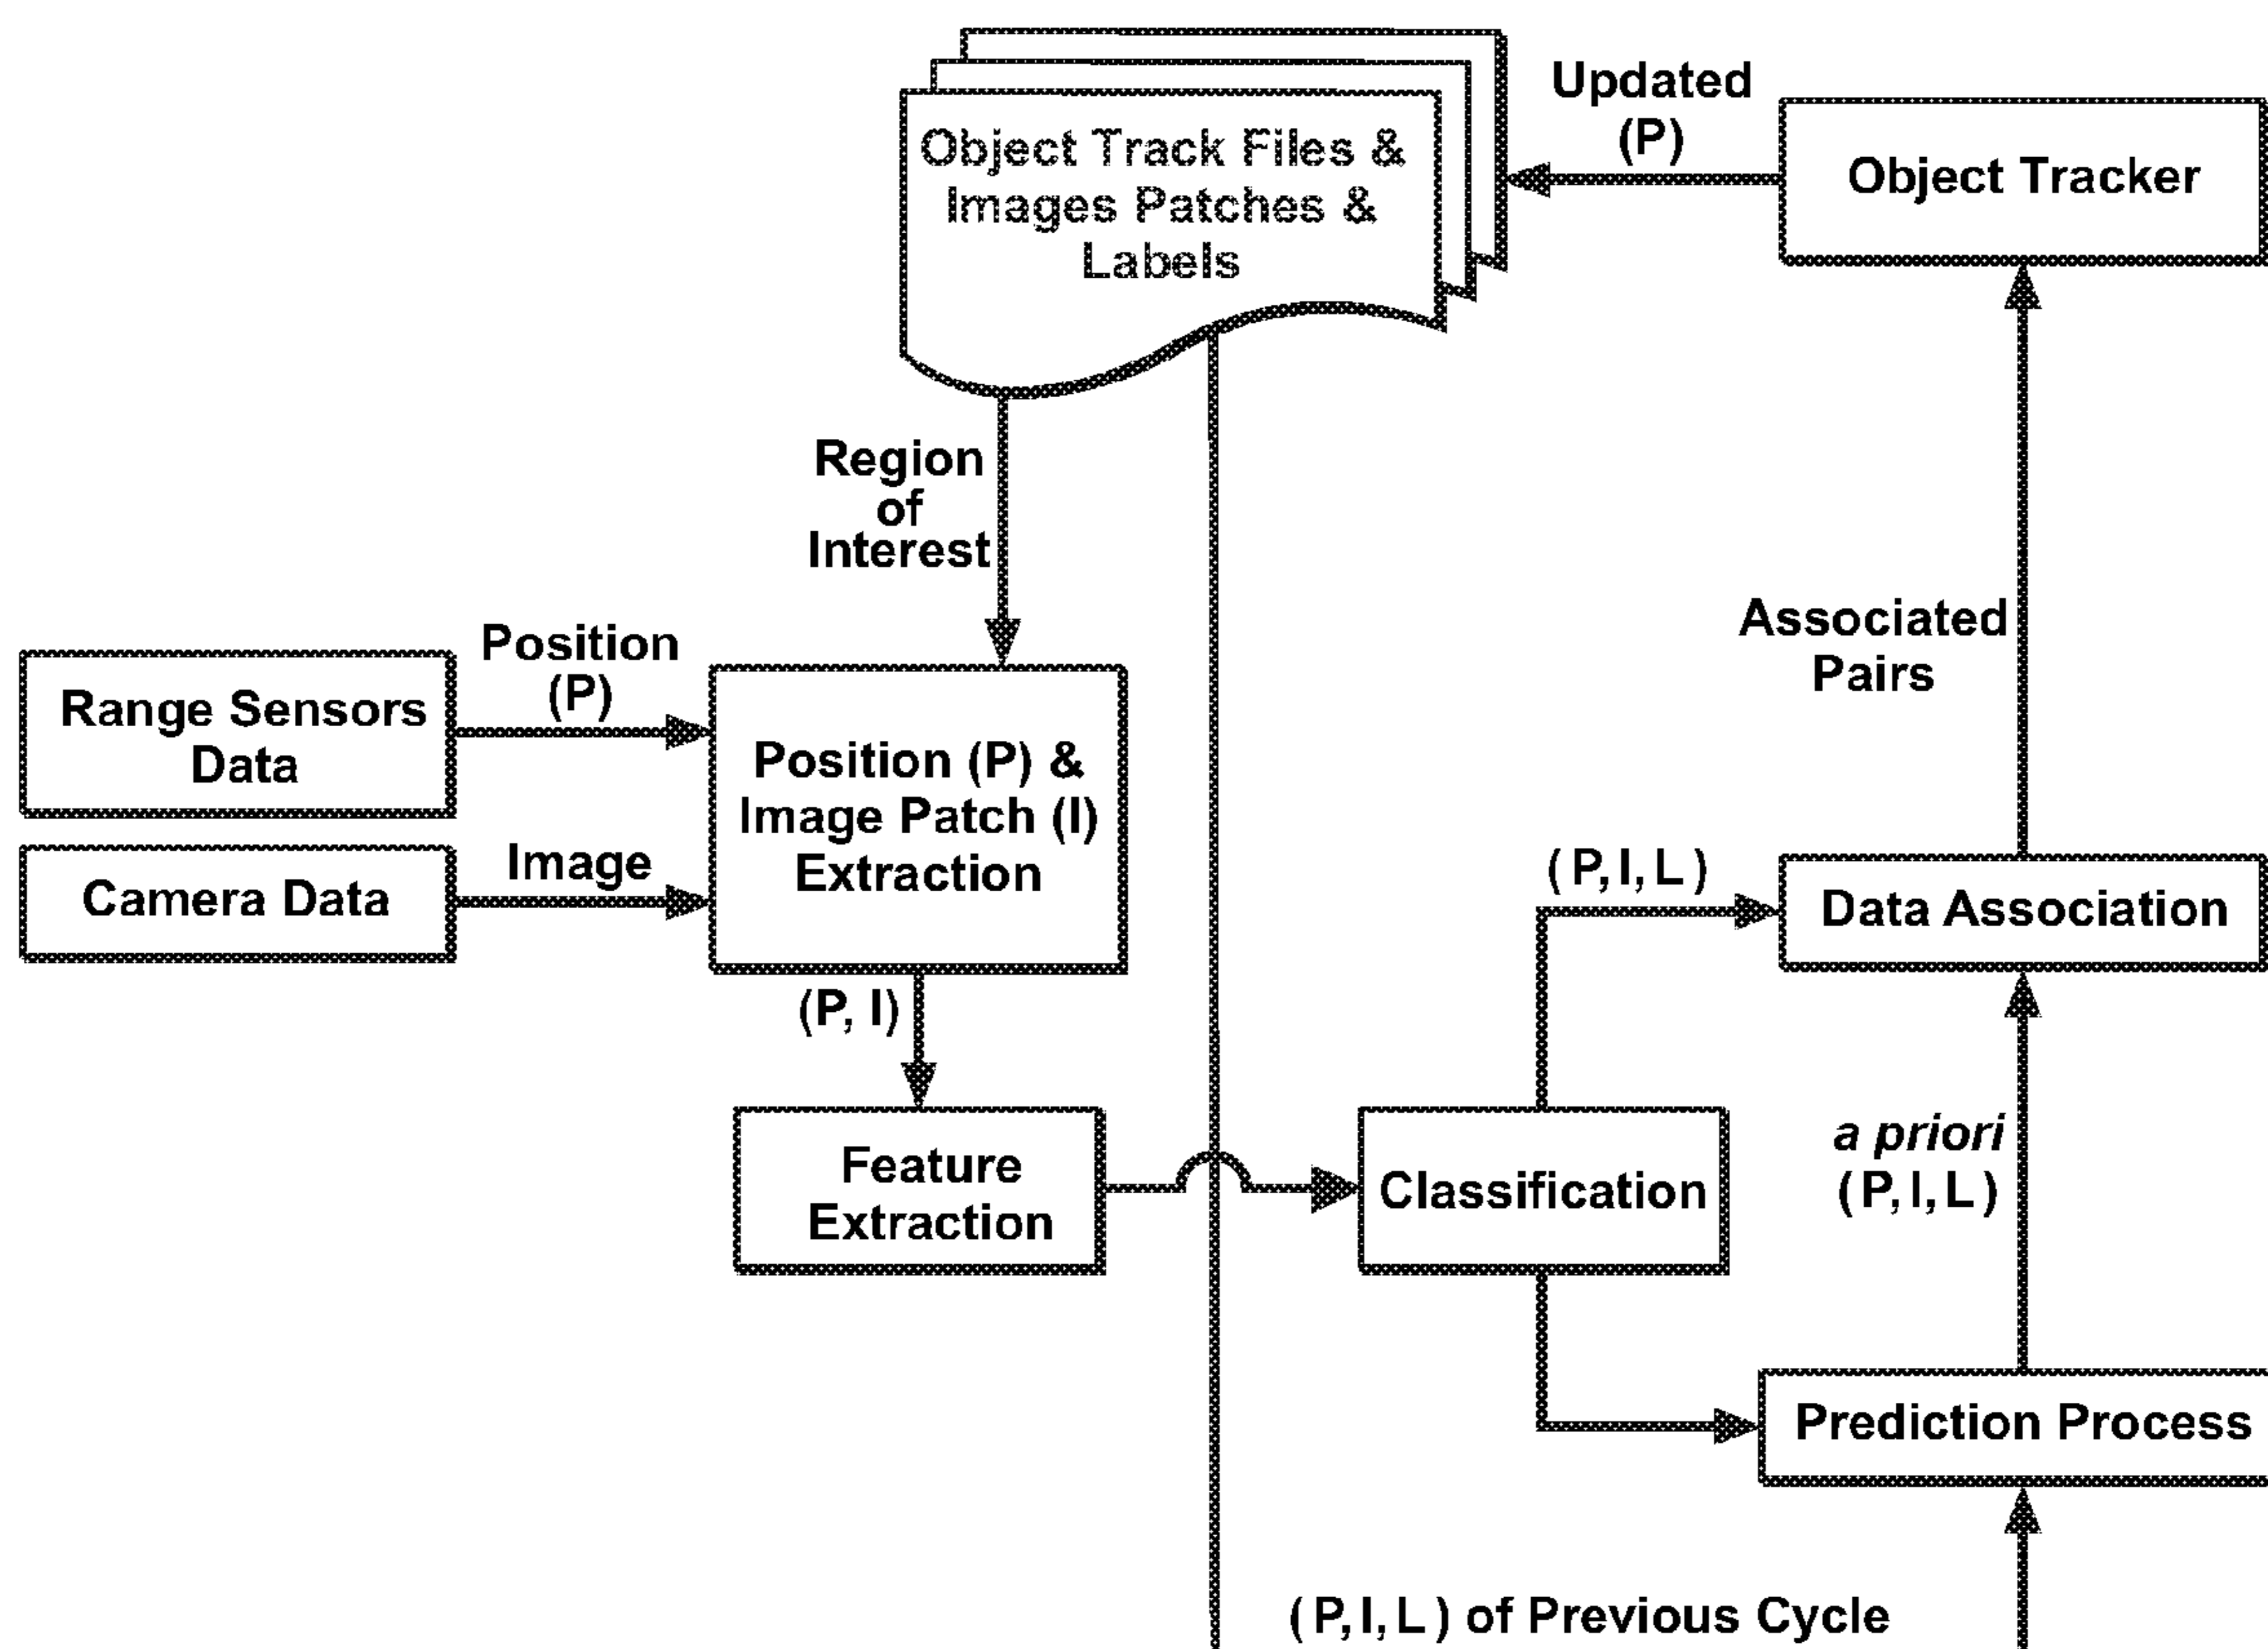 Object Track Files &
Images Patches &
Labels
Updated
(P)
Object Tracker
Region
of
Interest
Associated
Pairs
Position
(P)
Range Sensors
Data
Position (P) &
Image Patch (I)
Extraction
Image
Camera Data
(P, I)
(P, I, L)
Data Association
Feature
Extraction
Classification
a priori
(P, I, L)
Prediction Process
(P, I, L) of Previous Cycle